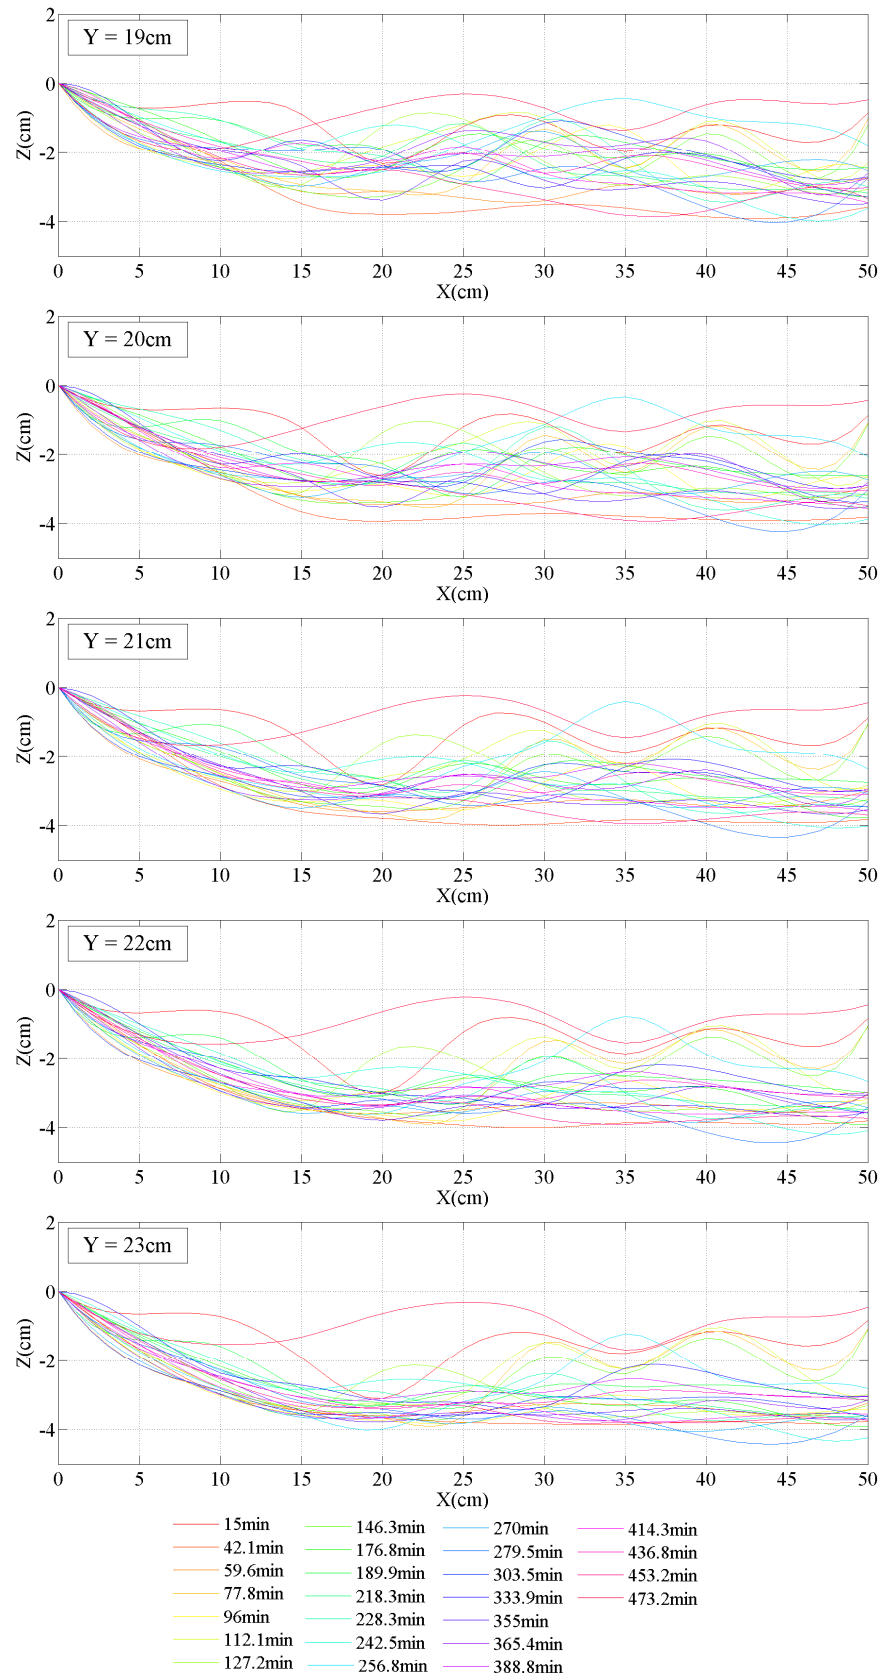 2
Y = 19cm
0
Z(cm)
-2
-4
0 5 10 15 20 25 30 35 40 45 50
X(cm)
2
Y = 20cm
0
Z(cm)
-2
-4
0 5 10 15 20 25 30 35 40 45 50
X(cm)
2
Y = 21cm
0
Z(cm)
-2
-4
0 5 10 15 20 25 30 35 40 45 50
X(cm)
2
Y = 22cm
0
Z(cm)
-2
-4
0 5 10 15 20 25 30 35 40 45 50
X(cm)
2
Y = 23cm
0
Z(cm)
-2
-4
0 5 10 15 20 25 30 35 40 45 50
X(cm)
15min
42.1min
59.6min
77.8min
96min
112.1min
127.2min
146.3min
176.8min
189.9min
218.3min
228.3min
242.5min
256.8min
270min
279.5min
303.5min
333.9min
355min
365.4min
388.8min
414.3min
436.8min
453.2min
473.2min